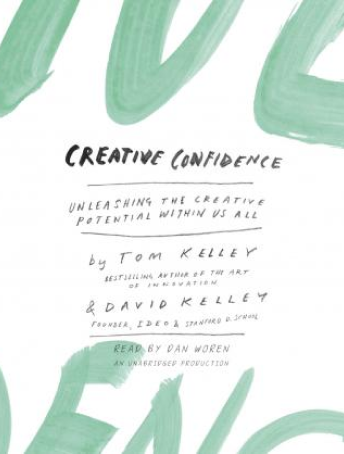 CREATIVE CONFIDENCE
UNLEASHING THE CREATIVE
POTENTIAL WITHIN US ALL
by TOM KELLEY
BESTSELLING AUTHOR OF THE ART
OF INNOVATION
& DAVID KELLEY
FOUNDER, IDEO & STANFORD D. SCHOOL
READ BY DAN WOREN
AN UNABRIDGED PRODUCTION